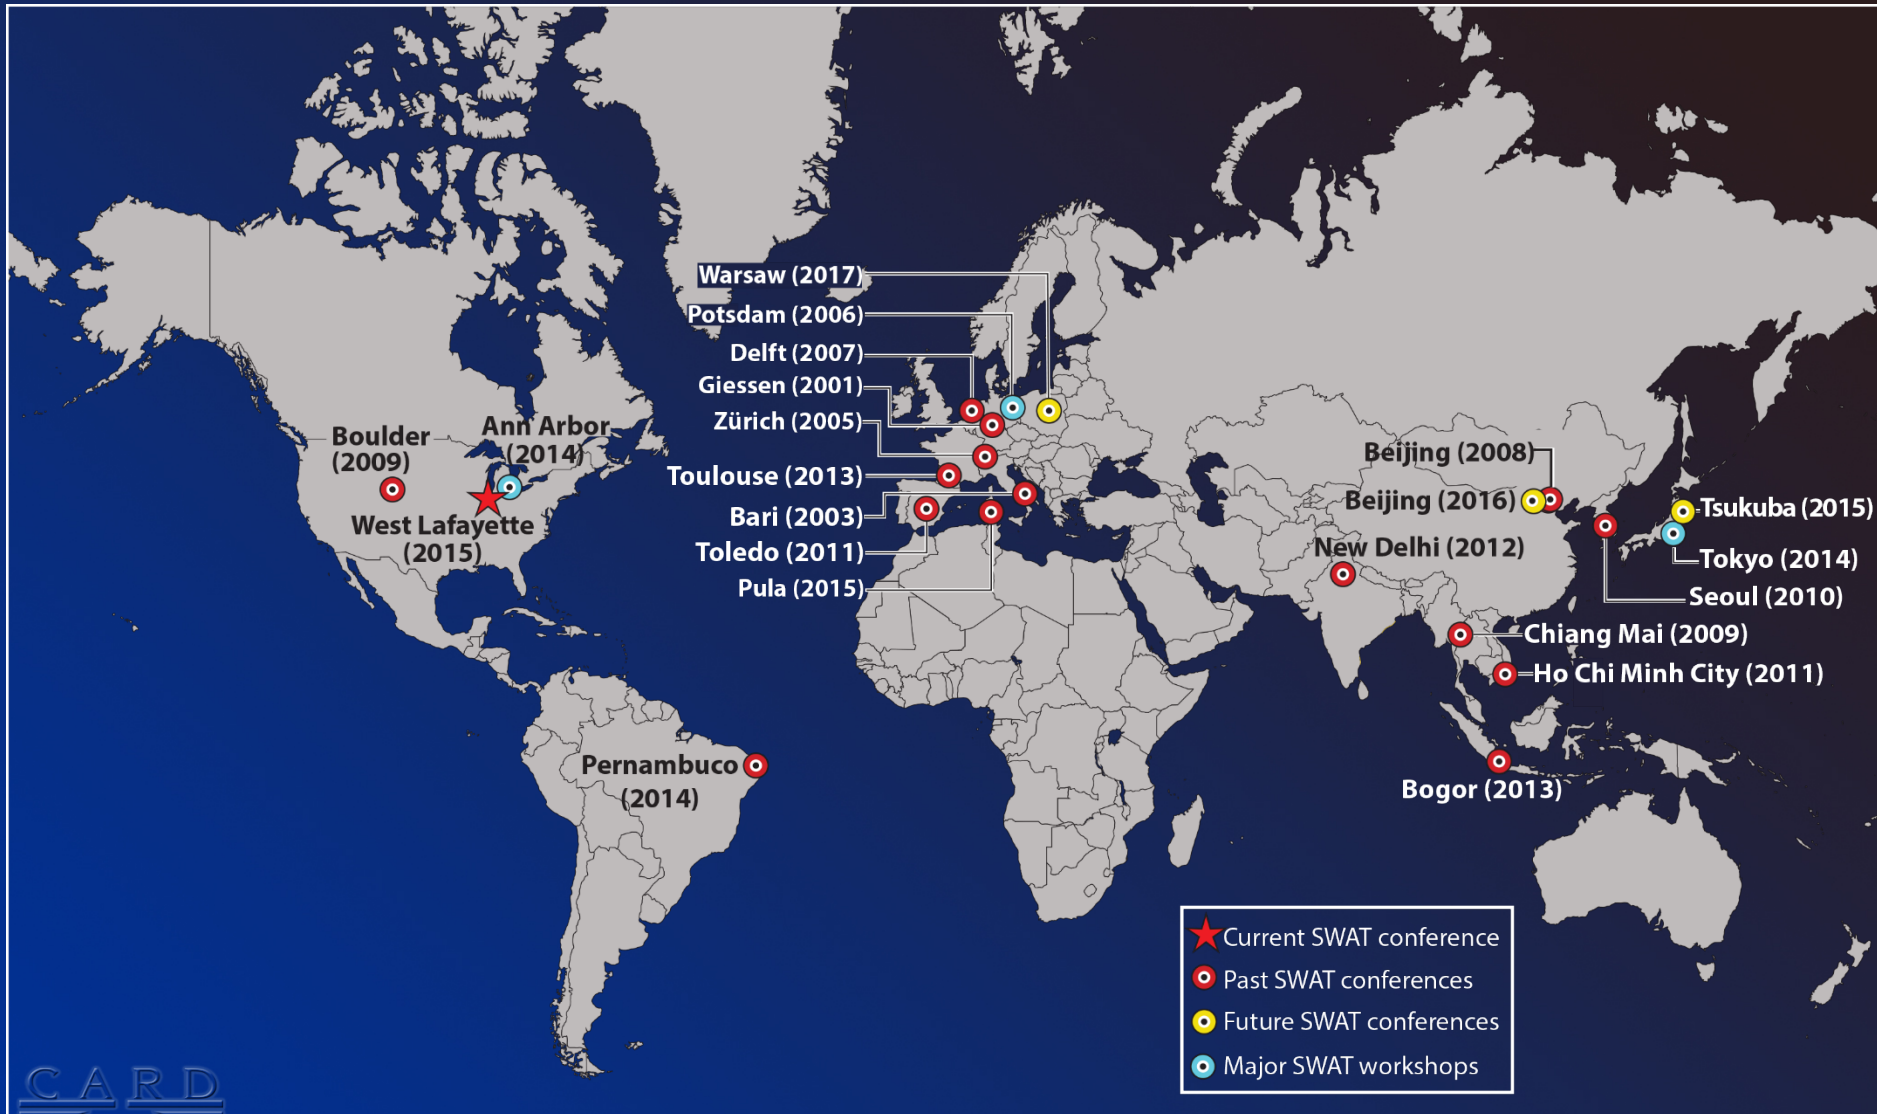 Warsaw (2017)
Potsdam (2006)
Delft (2007)
Giessen (2001)
Zürich (2005)
Toulouse (2013)
Bari (2003)
Toledo (2011)
Pula (2015)
Boulder
(2009)
Ann Arbor
(2014)
West Lafayette
(2015)
Pernambuco
(2014)
Beijing (2008)
Beijing (2016)
New Delhi (2012)
Tsukuba (2015)
Tokyo (2014)
Seoul (2010)
Chiang Mai (2009)
Ho Chi Minh City (2011)
Bogor (2013)
Current SWAT conference
Past SWAT conferences
Future SWAT conferences
Major SWAT workshops
CARD